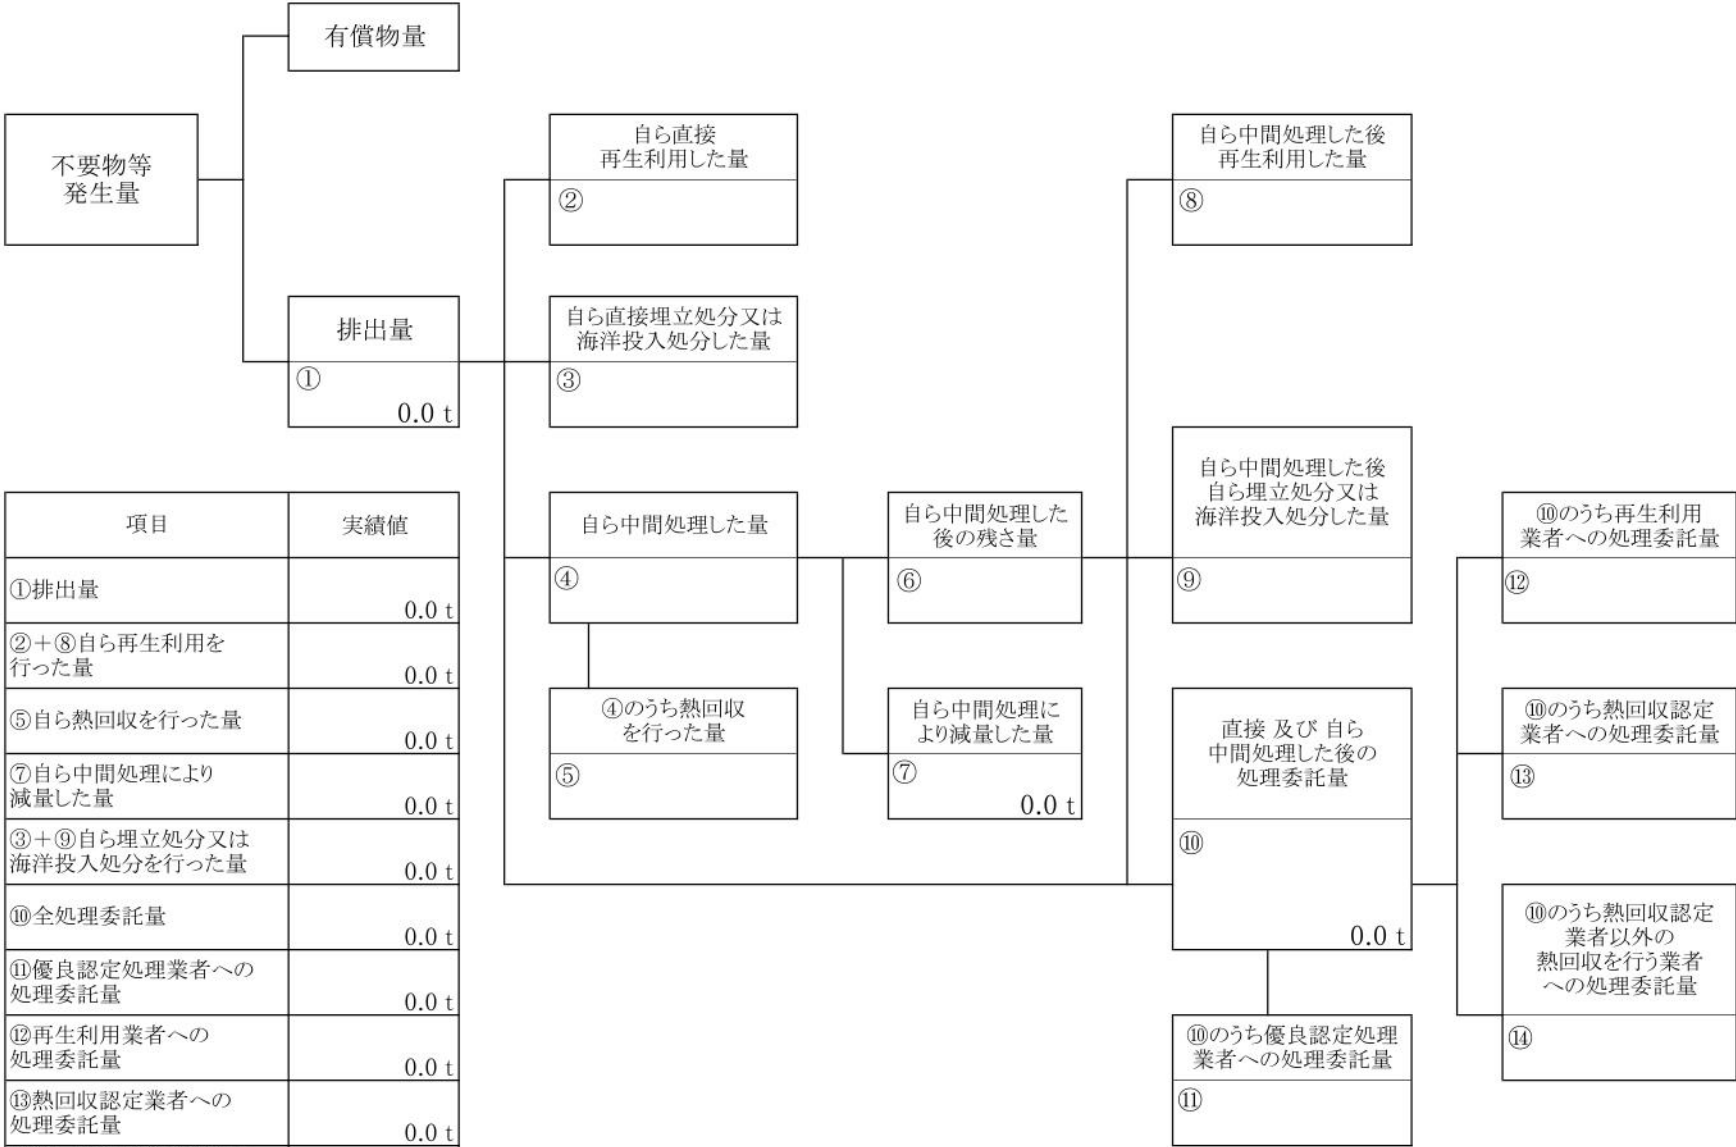 有償物量
不要物等
発生量
排出量
①
0.0 t
自ら直接
再生利用した量
②
自ら直接埋立処分又は
海洋投入処分した量
③
自ら中間処理した量
④
④のうち熱回収
を行った量
⑤
自ら中間処理した
後の残さ量
⑥
自ら中間処理に
より減量した量
⑦
0.0 t
自ら中間処理した後
再生利用した量
⑧
自ら中間処理した後
自ら埋立処分又は
海洋投入処分した量
⑨
直接 及び 自ら
中間処理した後の
処理委託量
⑩
0.0 t
⑩のうち優良認定処理
業者への処理委託量
⑪
⑩のうち再生利用
業者への処理委託量
⑫
⑩のうち熱回収認定
業者への処理委託量
⑬
⑩のうち熱回収認定
業者以外の
熱回収を行う業者
への処理委託量
⑭
項目 実績値
①排出量
0.0 t
②＋⑧自ら再生利用を
行った量
0.0 t
⑤自ら熱回収を行った量
0.0 t
⑦自ら中間処理により
減量した量
0.0 t
③＋⑨自ら埋立処分又は
海洋投入処分を行った量
0.0 t
⑩全処理委託量
0.0 t
⑪優良認定処理業者への
処理委託量
0.0 t
⑫再生利用業者への
処理委託量
0.0 t
⑬熱回収認定業者への
処理委託量
0.0 t